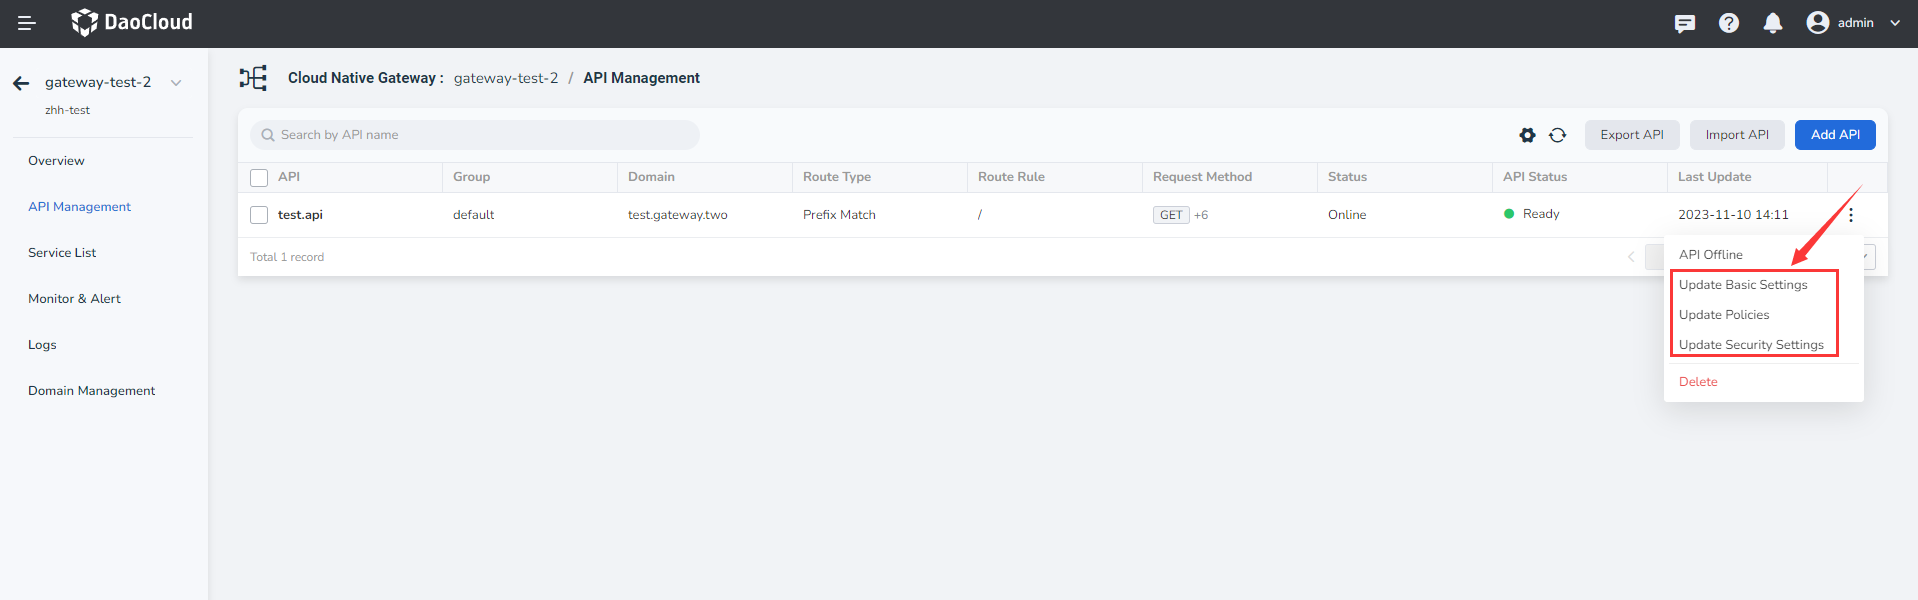 DaoCloud
admin
gateway-test-2
zhh-test
Overview
API Management
Service List
Monitor & Alert
Logs
Domain Management
Cloud Native Gateway : gateway-test-2 / API Management
Search by API name
Export API
Import API
Add API
API Group Domain Route Type Route Rule Request Method Status API Status Last Update
test.api default test.gateway.two Prefix Match / GET +6 Online Ready 2023-11-10 14:11
Total 1 record
API Offline
Update Basic Settings
Update Policies
Update Security Settings
Delete